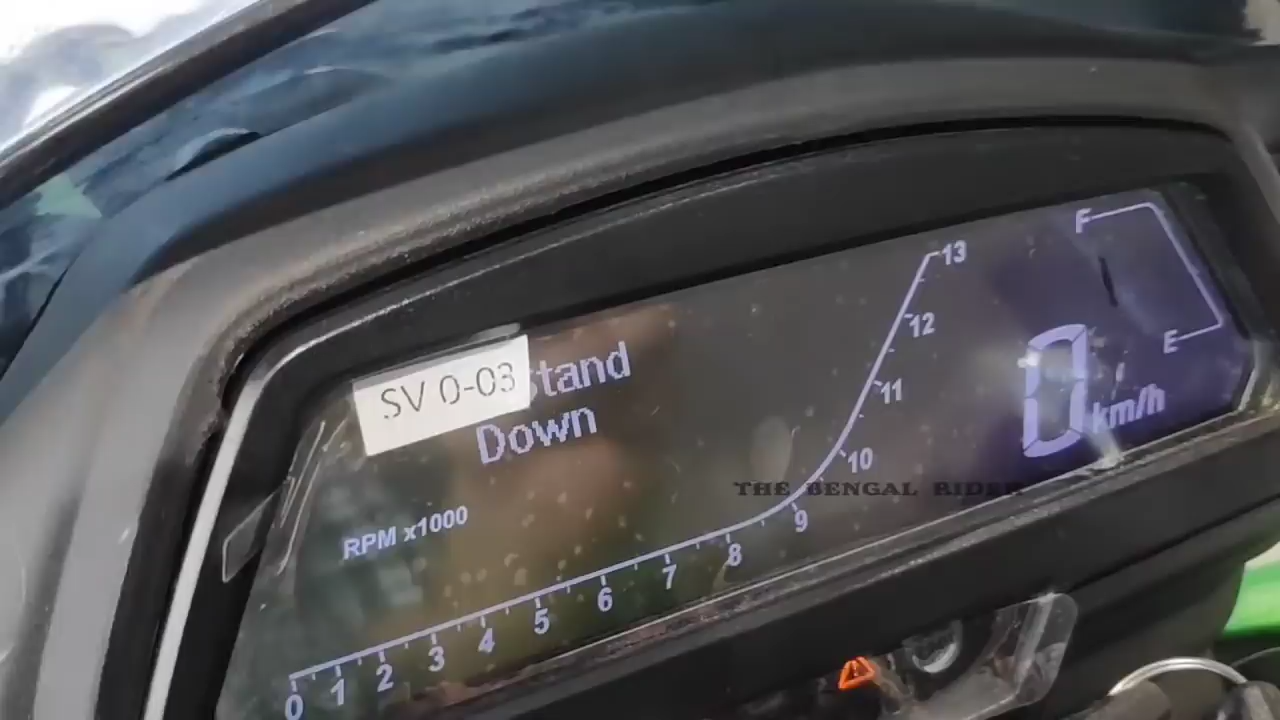 SV 0-03 stand
Down
RPM x1000
0 1 2 3 4 5 6 7 8 9 10 11 12 13
F
E
0 km/h
THE BENGAL RIDER